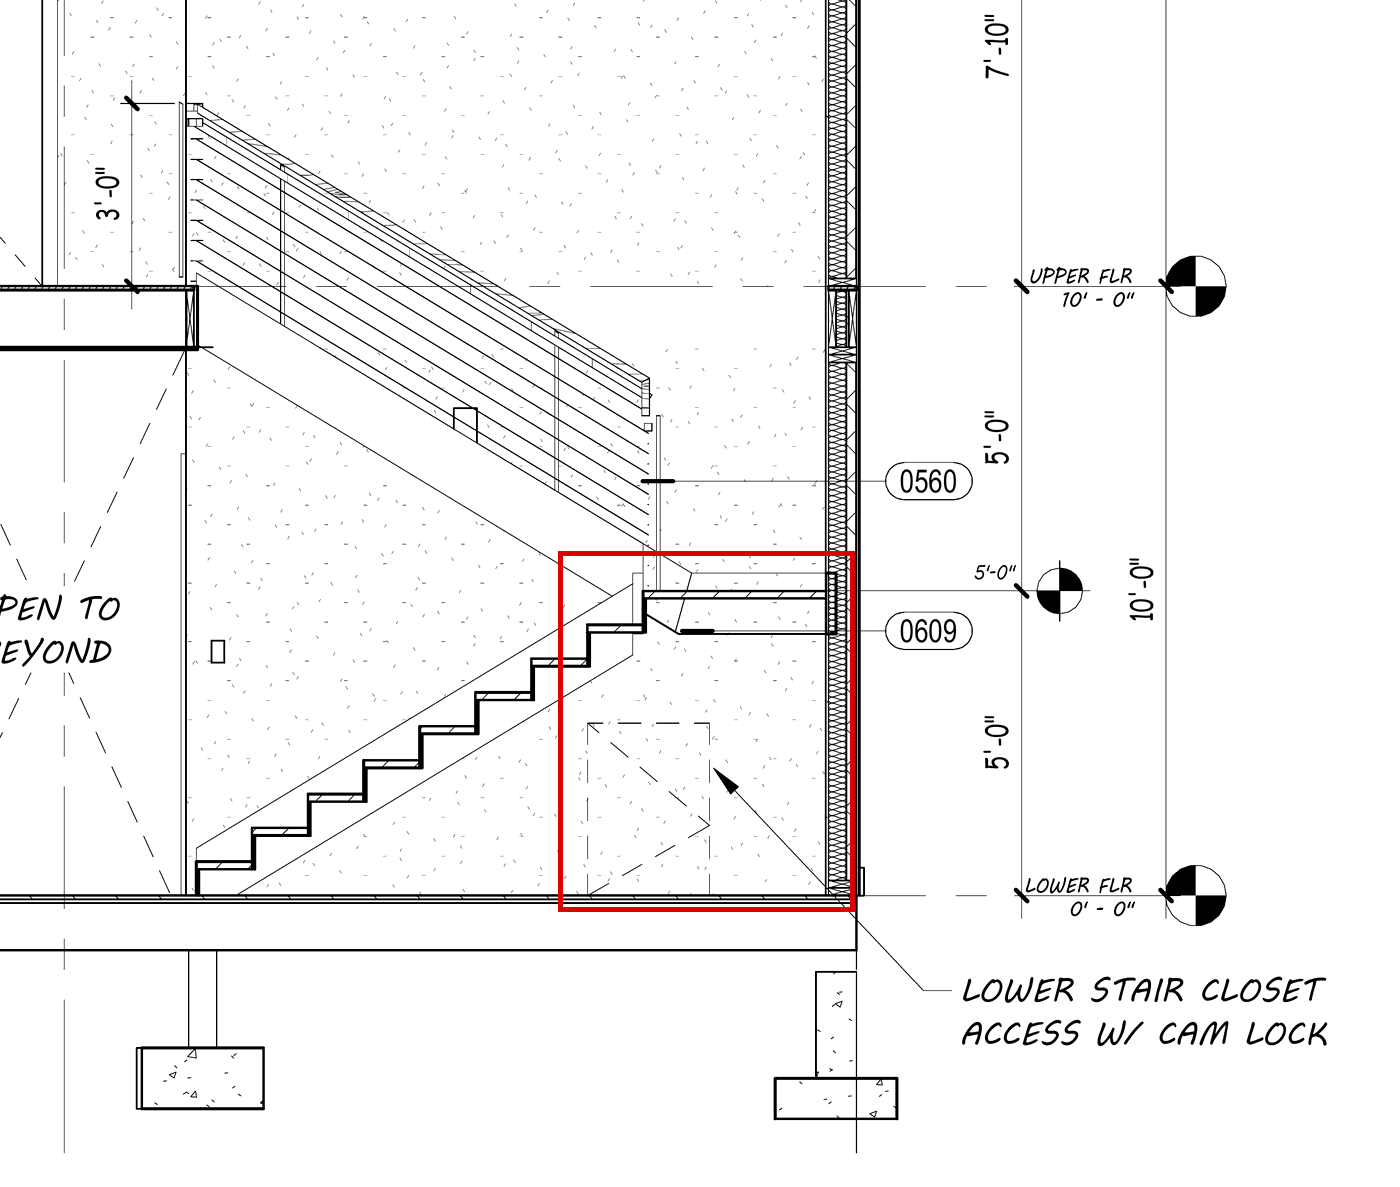 7'-10"
3'-0"
UPPER FLR
10' - 0"
5'-0"
0560
5'-0"
10'-0"
PEN TO
EYOND
0609
5'-0"
LOWER FLR
0' - 0"
LOWER STAIR CLOSET
ACCESS W/ CAM LOCK